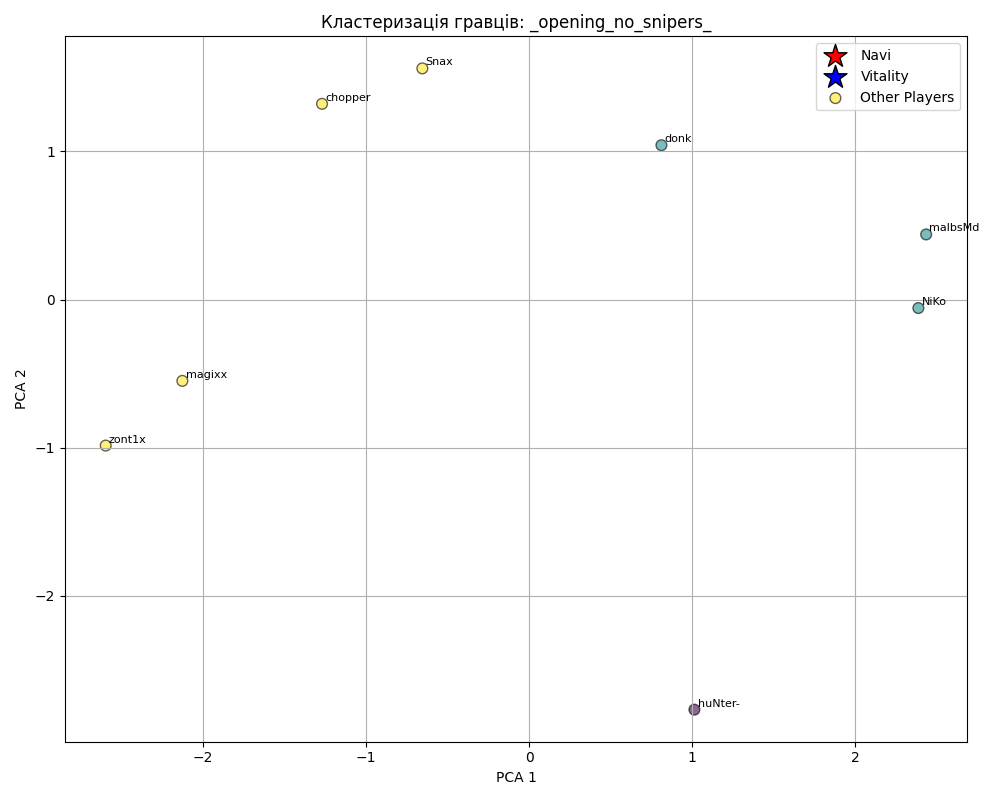 Кластеризація гравців: _opening_no_snipers_
Navi
Vitality
Other Players
Snax
chopper
donk
malbsMd
NiKo
magixx
zont1x
huNter-
1
0
−1
−2
PCA 2
−2
−1
0
1
2
PCA 1